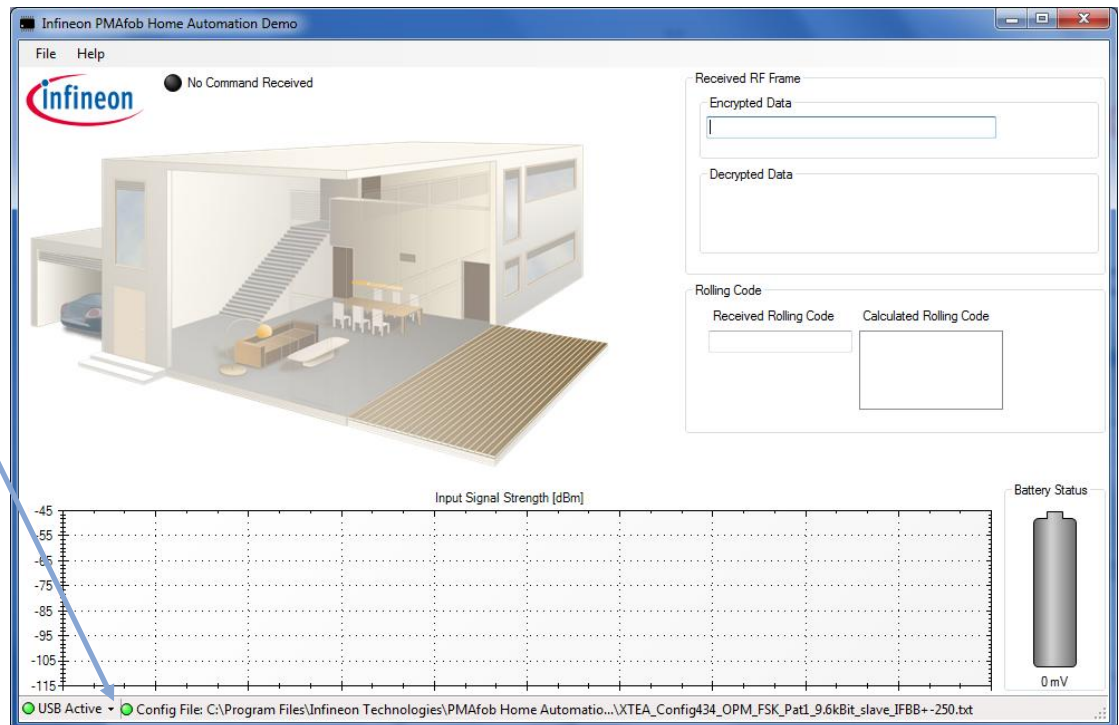 Infineon PMAfob Home Automation Demo
File Help
infineon
No Command Received
Received RF Frame
Encrypted Data
Decrypted Data
Rolling Code
Received Rolling Code Calculated Rolling Code
Input Signal Strength [dBm]
-45
-55
-65
-75
-85
-95
-105
-115
Battery Status
0 mV
USB Active Config File: C:\Program Files\Infineon Technologies\PMAfob Home Automatio...\XTEA_Config434_OPM_FSK_Pat1_9.6kBit_slave_IFBB+-250.txt